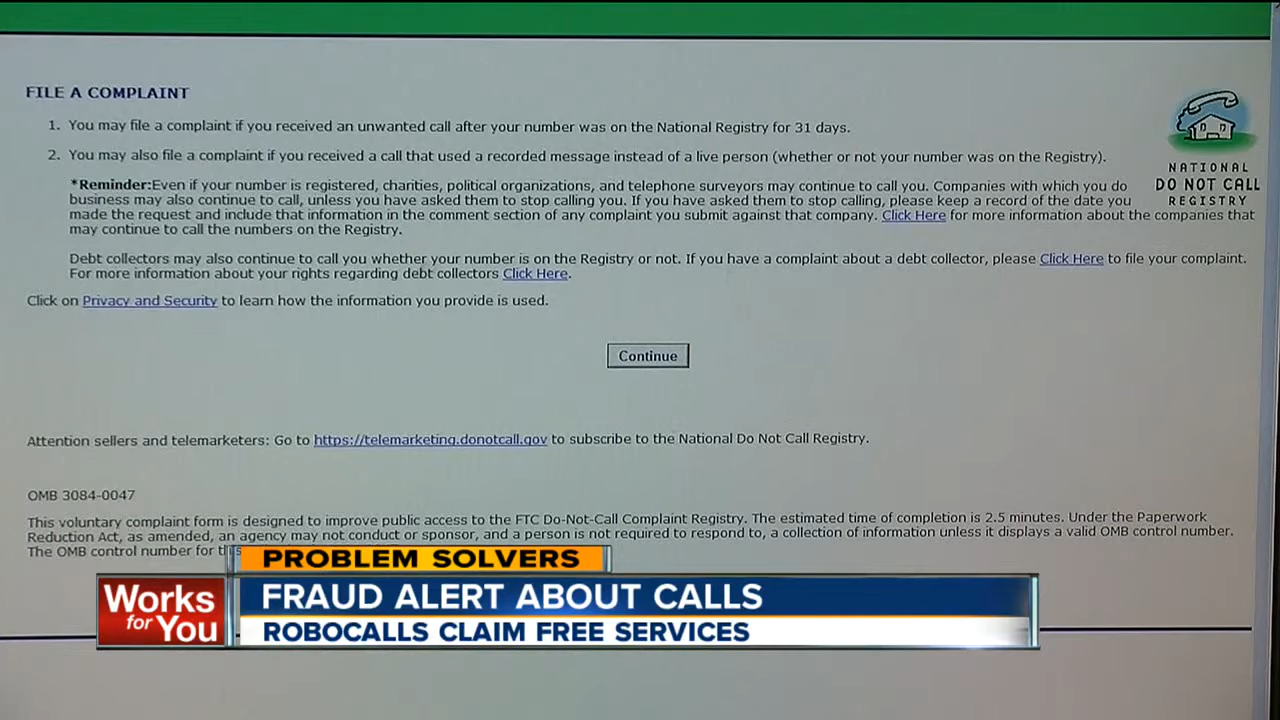 FILE A COMPLAINT
1. You may file a complaint if you received an unwanted call after your number was on the National Registry for 31 days.
2. You may also file a complaint if you received a call that used a recorded message instead of a live person (whether or not your number was on the Registry).
*Reminder:Even if your number is registered, charities, political organizations, and telephone surveyors may continue to call you. Companies with which you do
business may also continue to call, unless you have asked them to stop calling you. If you have asked them to stop calling, please keep a record of the date you
made the request and include that information in the comment section of any complaint you submit against that company. Click Here for more information about the companies that
may continue to call the numbers on the Registry.
NATIONAL
DO NOT CALL
REGISTRY
Debt collectors may also continue to call you whether your number is on the Registry or not. If you have a complaint about a debt collector, please Click Here to file your complaint.
For more information about your rights regarding debt collectors Click Here.
Click on Privacy and Security to learn how the information you provide is used.
Continue
Attention sellers and telemarketers: Go to https://telemarketing.donotcall.gov to subscribe to the National Do Not Call Registry.
OMB 3084-0047
This voluntary complaint form is designed to improve public access to the FTC Do-Not-Call Complaint Registry. The estimated time of completion is 2.5 minutes. Under the Paperwork
Reduction Act, as amended, an agency may not conduct or sponsor, and a person is not required to respond to, a collection of information unless it displays a valid OMB control number.
The OMB control number for
PROBLEM SOLVERS
Works
for
You
FRAUD ALERT ABOUT CALLS
ROBOCALLS CLAIM FREE SERVICES